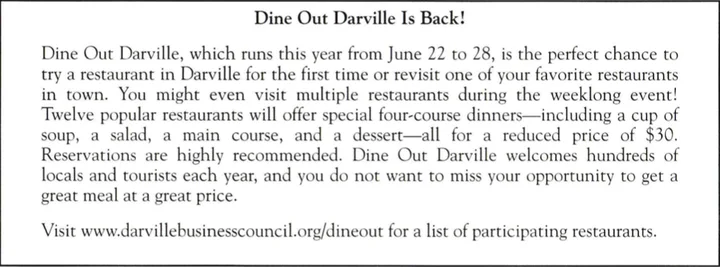 Dine Out Darville Is Back!
Dine Out Darville, which runs this year from June 22 to 28, is the perfect chance to
try a restaurant in Darville for the first time or revisit one of your favorite restaurants
in town. You might even visit multiple restaurants during the weeklong event!
Twelve popular restaurants will offer special four-course dinners—including a cup of
soup, a salad, a main course, and a dessert—all for a reduced price of $30.
Reservations are highly recommended. Dine Out Darville welcomes hundreds of
locals and tourists each year, and you do not want to miss your opportunity to get a
great meal at a great price.
Visit www.darvillebusinesscouncil.org/dineout for a list of participating restaurants.